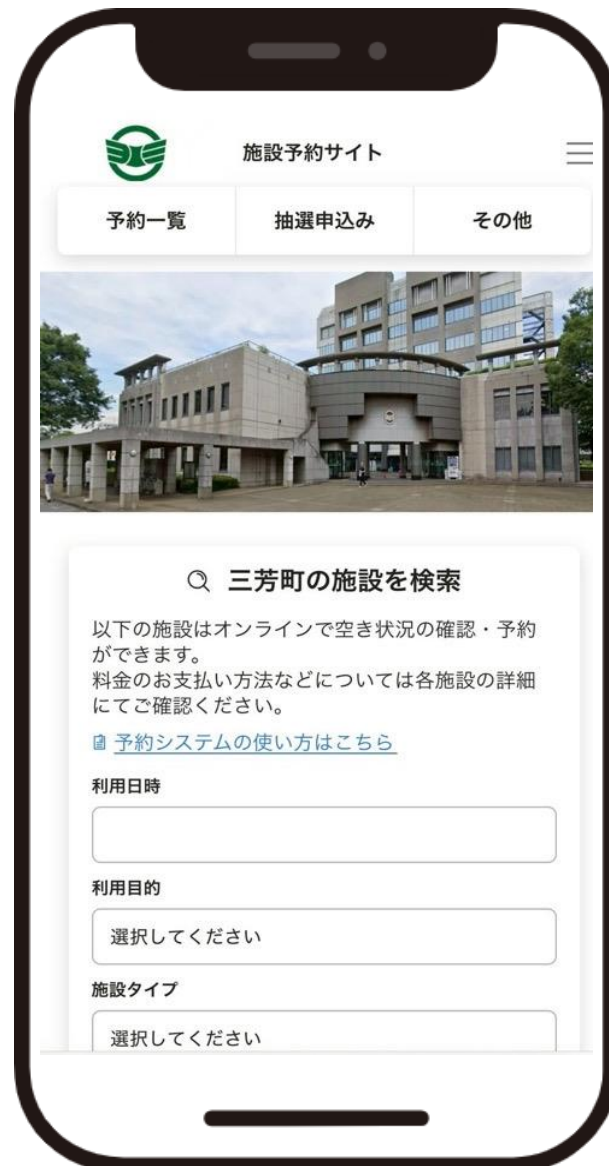 施設予約サイト
予約一覧
抽選申込み
その他
三芳町の施設を検索
以下の施設はオンラインで空き状況の確認・予約
ができます。
料金のお支払い方法などについては各施設の詳細
にてご確認ください。
予約システムの使い方はこちら
利用日時
利用目的
選択してください
施設タイプ
選択してください